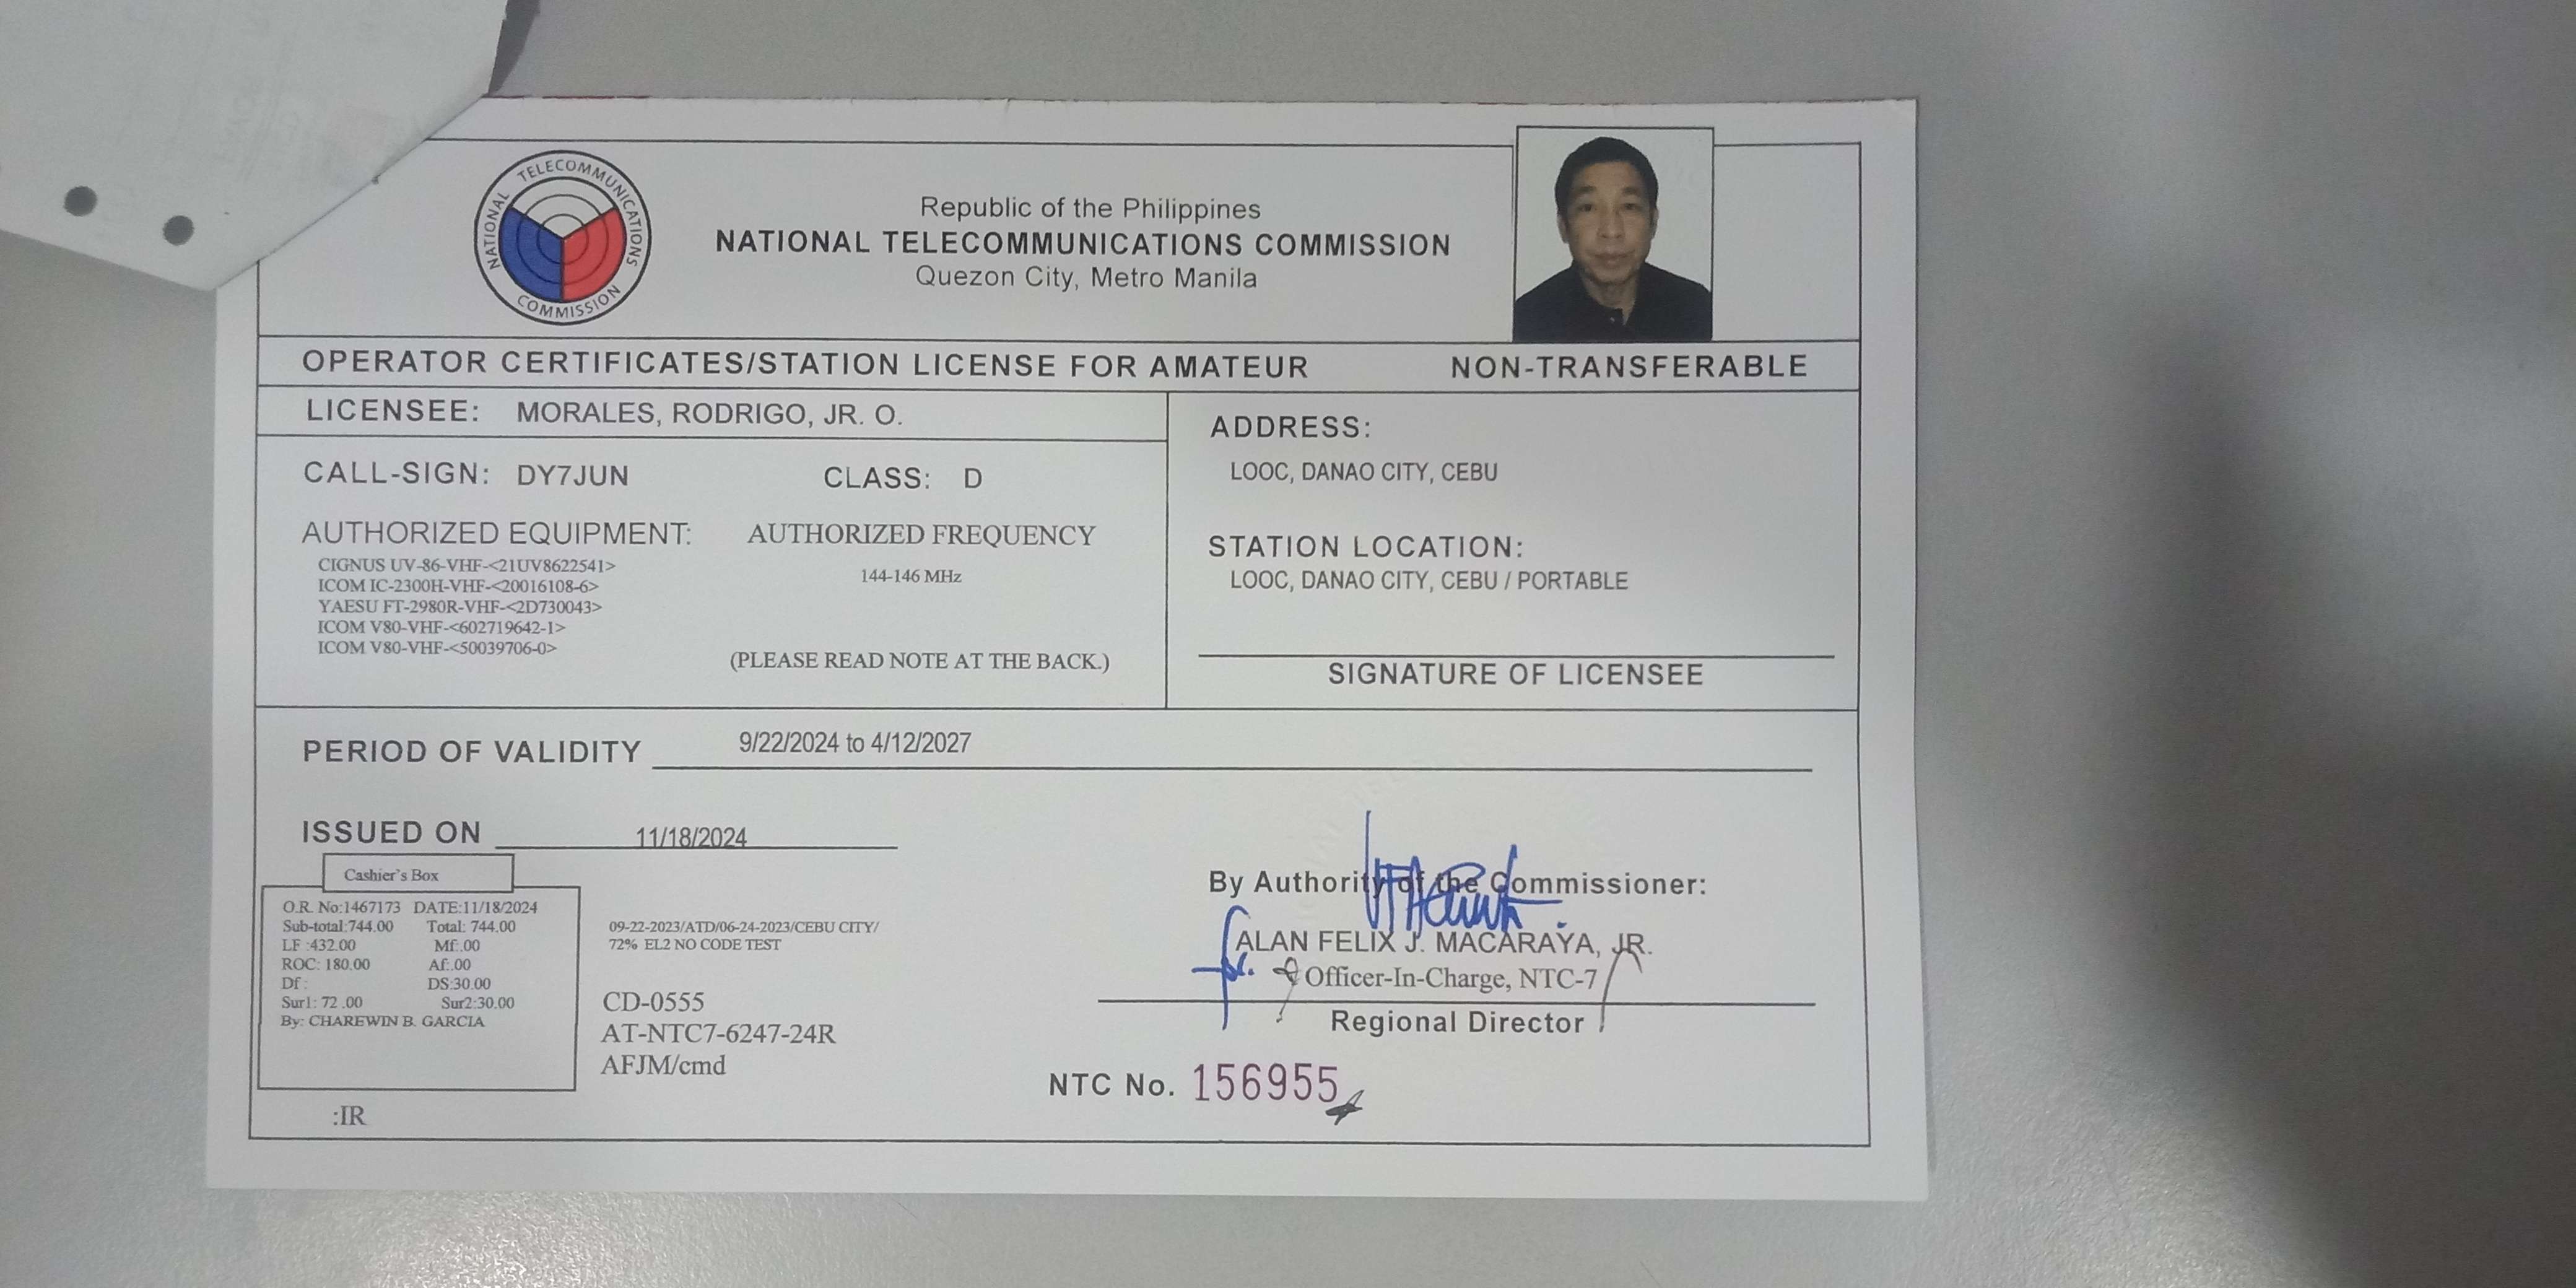 NATIONAL TELECOMMUNICATIONS COMMISSION
Republic of the Philippines
NATIONAL TELECOMMUNICATIONS COMMISSION
Quezon City, Metro Manila
OPERATOR CERTIFICATES/STATION LICENSE FOR AMATEUR NON-TRANSFERABLE
LICENSEE: MORALES, RODRIGO, JR. O.
CALL-SIGN: DY7JUN CLASS: D
AUTHORIZED EQUIPMENT:
CIGNUS UV-86-VHF-<21UV8622541>
ICOM IC-2300H-VHF-<20016108-6>
YAESU FT-2980R-VHF-<2D730043>
ICOM V80-VHF-<602719642-1>
ICOM V80-VHF-<50039706-0>
AUTHORIZED FREQUENCY
144-146 MHz
(PLEASE READ NOTE AT THE BACK.)
ADDRESS:
LOOC, DANAO CITY, CEBU
STATION LOCATION:
LOOC, DANAO CITY, CEBU / PORTABLE
SIGNATURE OF LICENSEE
PERIOD OF VALIDITY 9/22/2024 to 4/12/2027
ISSUED ON 11/18/2024
Cashier's Box
O.R. No:1467173 DATE:11/18/2024
Sub-total:744.00 Total: 744.00
LF :432.00 Mf:.00
ROC: 180.00 Af:.00
Df : DS:30.00
Sur1: 72 .00 Sur2:30.00
By: CHAREWIN B. GARCIA
:IR
09-22-2023/ATD/06-24-2023/CEBU CITY/
72% EL2 NO CODE TEST
CD-0555
AT-NTC7-6247-24R
AFJM/cmd
By Authority of the Commissioner:
ALAN FELIX J. MACARAYA, JR.
Officer-In-Charge, NTC-7
Regional Director
NTC No. 156955